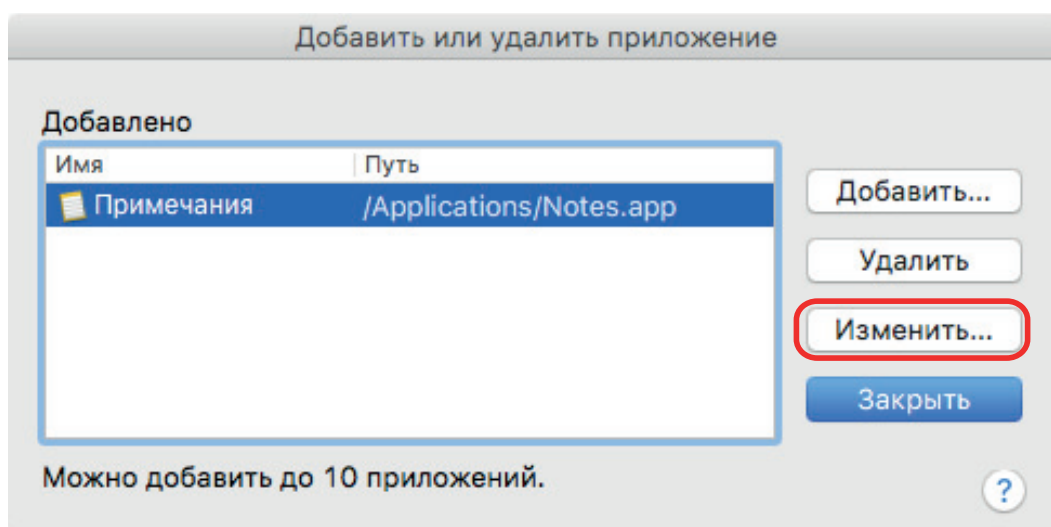 Добавить или удалить приложение
Добавлено
Имя Путь
Примечания /Applications/Notes.app
Добавить...
Удалить
Изменить...
Закрыть
Можно добавить до 10 приложений.
?